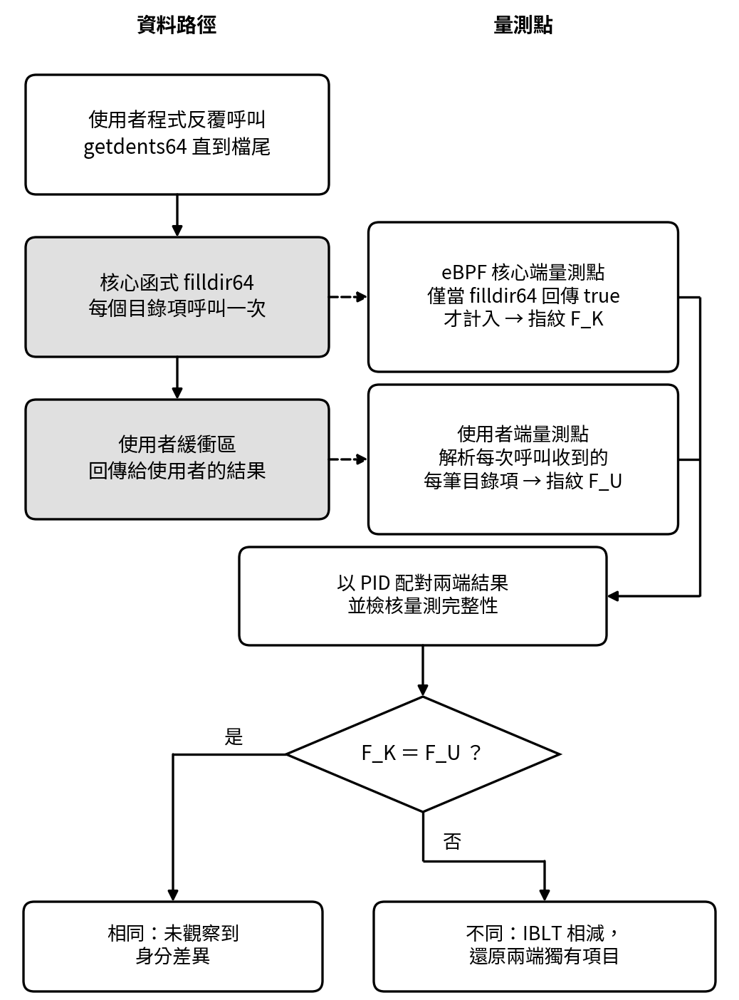 資料路徑
量測點
使用者程式反覆呼叫
getdents64 直到檔尾
核心函式 filldir64
每個目錄項呼叫一次
eBPF 核心端量測點
僅當 filldir64 回傳 true
才計入 → 指紋 F_K
使用者緩衝區
回傳給使用者的結果
使用者端量測點
解析每次呼叫收到的
每筆目錄項 → 指紋 F_U
以 PID 配對兩端結果
並檢核量測完整性
F_K ＝ F_U ？
是
否
相同：未觀察到
身分差異
不同：IBLT 相減，
還原兩端獨有項目